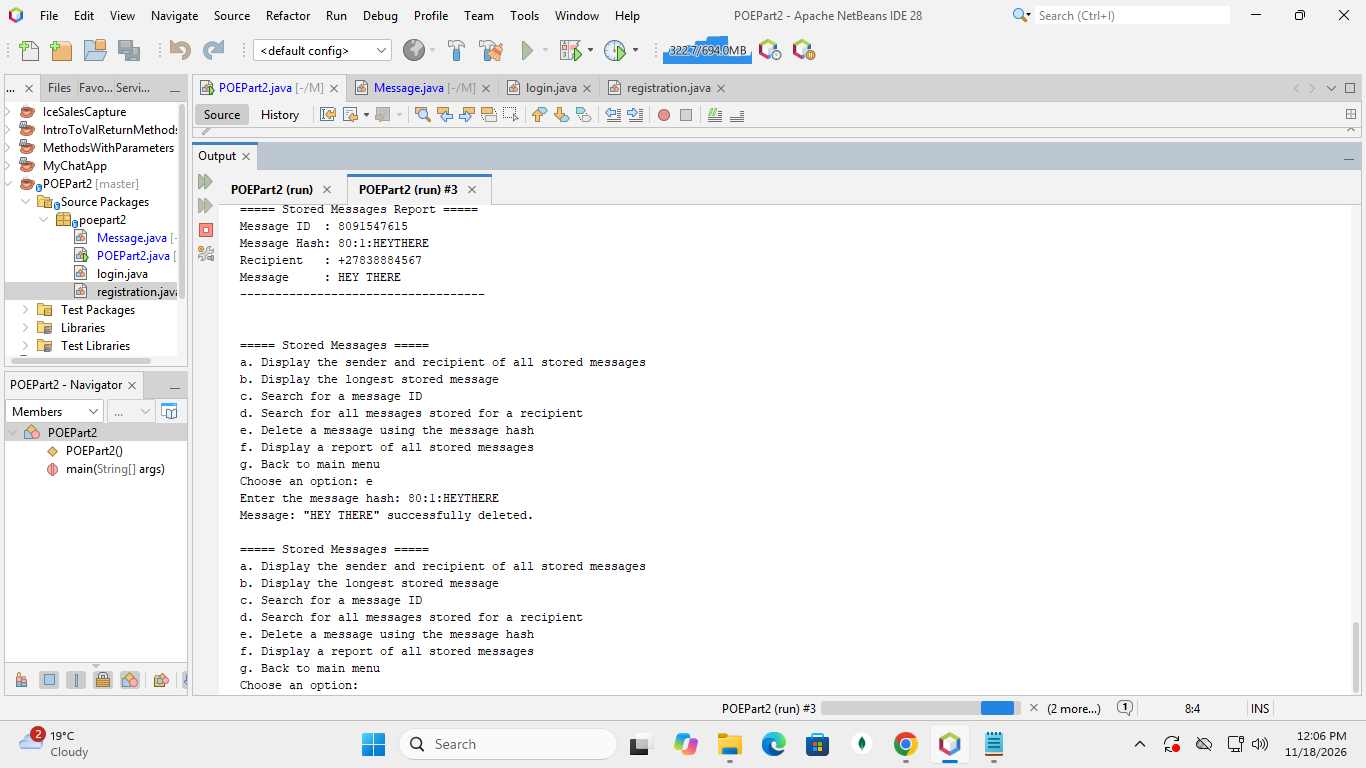 File Edit View Navigate Source Refactor Run Debug Profile Team Tools Window Help
POEPart2 - Apache NetBeans IDE 28
Search (Ctrl+I)
<default config>
322.7/694.0MB
... Files Favo... Servi...
POEPart2.java [-/M]
Message.java [-/M]
login.java
registration.java
Source History
IceSalesCapture
IntroToValReturnMethods
MethodsWithParameters
MyChatApp
POEPart2 [master]
Source Packages
poepart2
Message.java [-
POEPart2.java [
login.java
registration.java
Test Packages
Libraries
Test Libraries
POEPart2 - Navigator
Members
...
POEPart2
POEPart2()
main(String[] args)
Output
POEPart2 (run)
POEPart2 (run) #3
===== Stored Messages Report =====
Message ID  : 8091547615
Message Hash: 80:1:HEYTHERE
Recipient   : +27838884567
Message     : HEY THERE
-----------------------------------
===== Stored Messages =====
a. Display the sender and recipient of all stored messages
b. Display the longest stored message
c. Search for a message ID
d. Search for all messages stored for a recipient
e. Delete a message using the message hash
f. Display a report of all stored messages
g. Back to main menu
Choose an option: e
Enter the message hash: 80:1:HEYTHERE
Message: "HEY THERE" successfully deleted.
===== Stored Messages =====
a. Display the sender and recipient of all stored messages
b. Display the longest stored message
c. Search for a message ID
d. Search for all messages stored for a recipient
e. Delete a message using the message hash
f. Display a report of all stored messages
g. Back to main menu
Choose an option:
POEPart2 (run) #3
(2 more...)
1
8:4
INS
2
19°C
Cloudy
Search
12:06 PM
11/18/2026